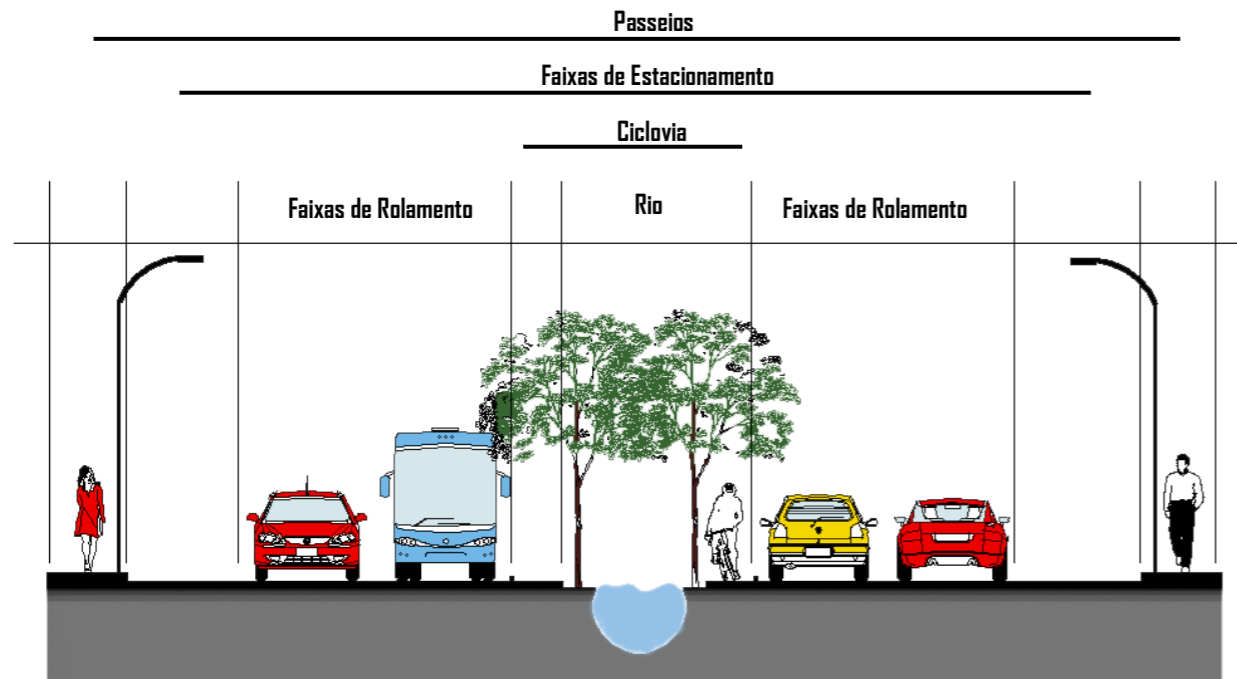 Passeios
Faixas de Estacionamento
Ciclovia
Faixas de Rolamento Rio Faixas de Rolamento